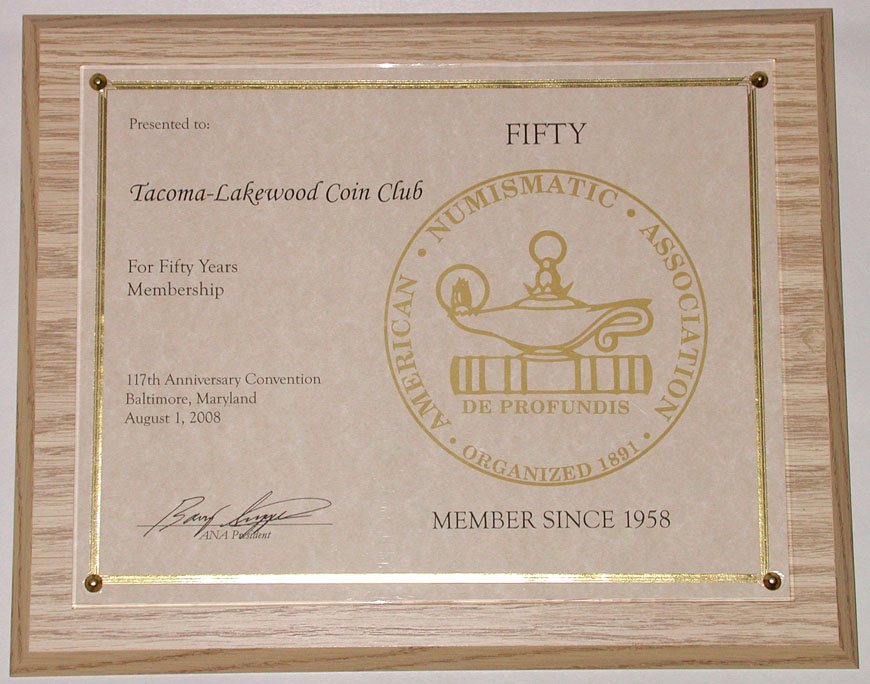 Presented to:
FIFTY
Tacoma-Lakewood Coin Club
For Fifty Years
Membership
117th Anniversary Convention
Baltimore, Maryland
August 1, 2008
ANA President
• AMERICAN • NUMISMATIC • ASSOCIATION •
DE PROFUNDIS
ORGANIZED 1891
MEMBER SINCE 1958